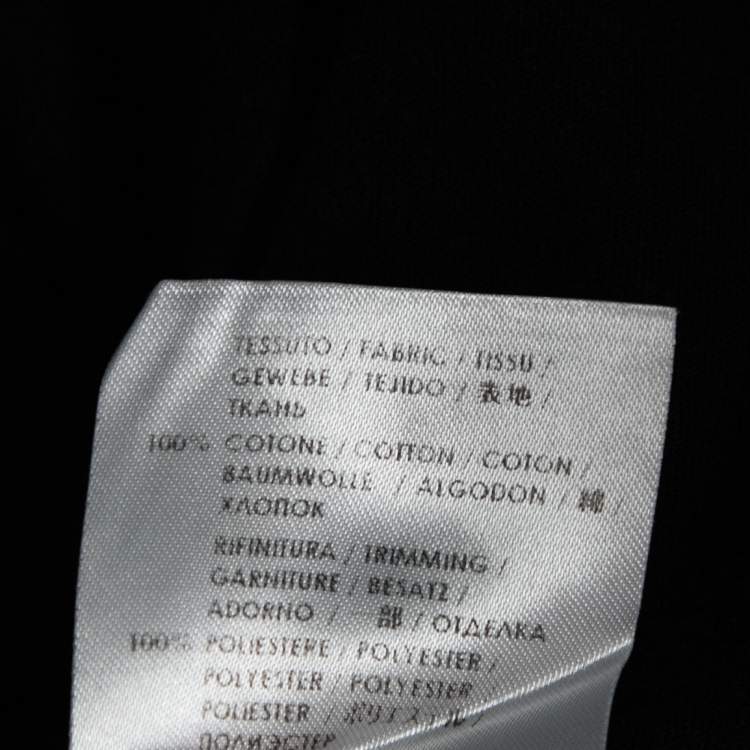 TESSUTO / FABRIC / TISSU /
GEWEBE / TEJIDO / 表地 /
ТКАНЬ
100% COTONE / COTTON / COTON /
BAUMWOLLE / ALGODON / 綿 /
ХЛОПОК
RIFINITURA / TRIMMING /
GARNITURE / BESATZ /
ADORNO / 部 / ОТДЕЛКА
100% POLIESTERE / POLYESTER /
POLYESTER / POLYESTER
POLIESTER / ポリエステル /
ПОЛИЭСТЕР